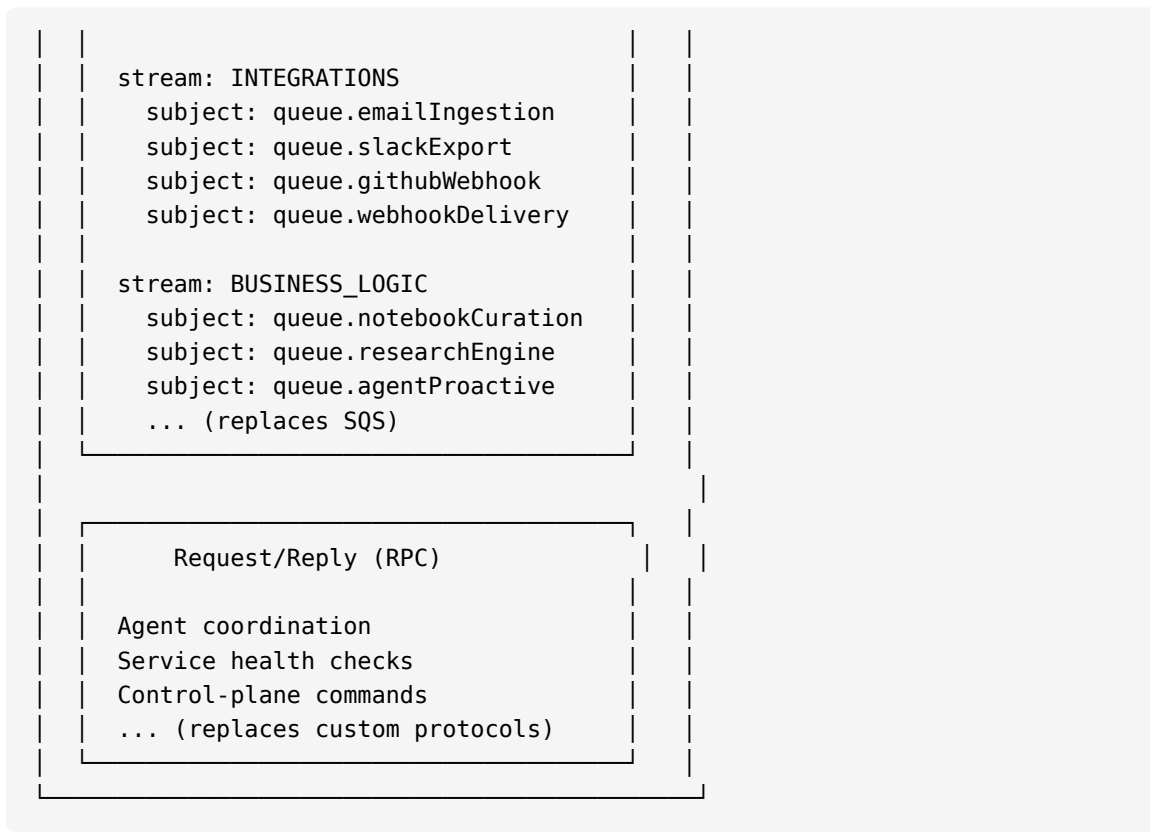 stream: INTEGRATIONS
subject: queue.emailIngestion
subject: queue.slackExport
subject: queue.githubWebhook
subject: queue.webhookDelivery
stream: BUSINESS_LOGIC
subject: queue.notebookCuration
subject: queue.researchEngine
subject: queue.agentProactive
... (replaces SQS)
Request/Reply (RPC)
Agent coordination
Service health checks
Control-plane commands
... (replaces custom protocols)